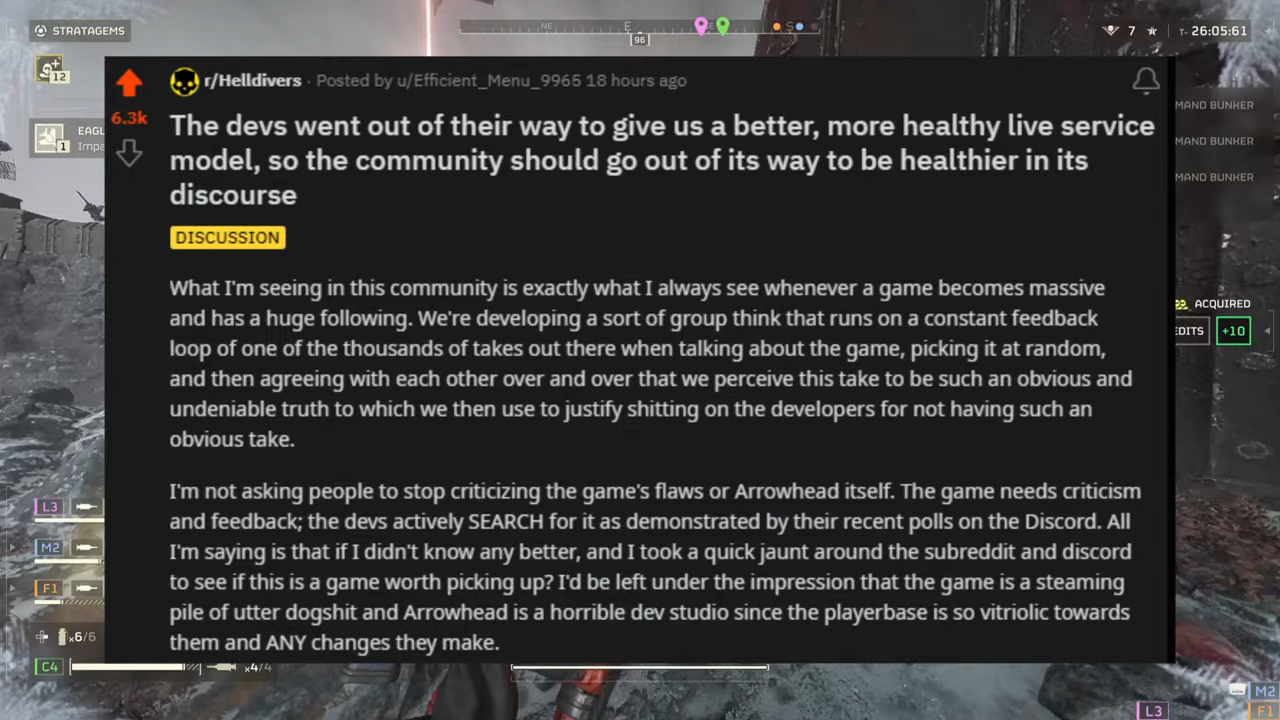 STRATAGEMS
NE
E
S
96
7
T- 26:05:61
12
r/Helldivers · Posted by u/Efficient_Menu_9965 18 hours ago
6.3k
The devs went out of their way to give us a better, more healthy live service
model, so the community should go out of its way to be healthier in its
discourse
DISCUSSION
What I'm seeing in this community is exactly what I always see whenever a game becomes massive
and has a huge following. We're developing a sort of group think that runs on a constant feedback
loop of one of the thousands of takes out there when talking about the game, picking it at random,
and then agreeing with each other over and over that we perceive this take to be such an obvious and
undeniable truth to which we then use to justify shitting on the developers for not having such an
obvious take.
I'm not asking people to stop criticizing the game's flaws or Arrowhead itself. The game needs criticism
and feedback; the devs actively SEARCH for it as demonstrated by their recent polls on the Discord. All
I'm saying is that if I didn't know any better, and I took a quick jaunt around the subreddit and discord
to see if this is a game worth picking up? I'd be left under the impression that the game is a steaming
pile of utter dogshit and Arrowhead is a horrible dev studio since the playerbase is so vitriolic towards
them and ANY changes they make.
EAGL
Impa
1
MAND BUNKER
MAND BUNKER
MAND BUNKER
ACQUIRED
EDITS +10
L3
M2
F1
x6/6
C4
x4/4
M2
L3
F1